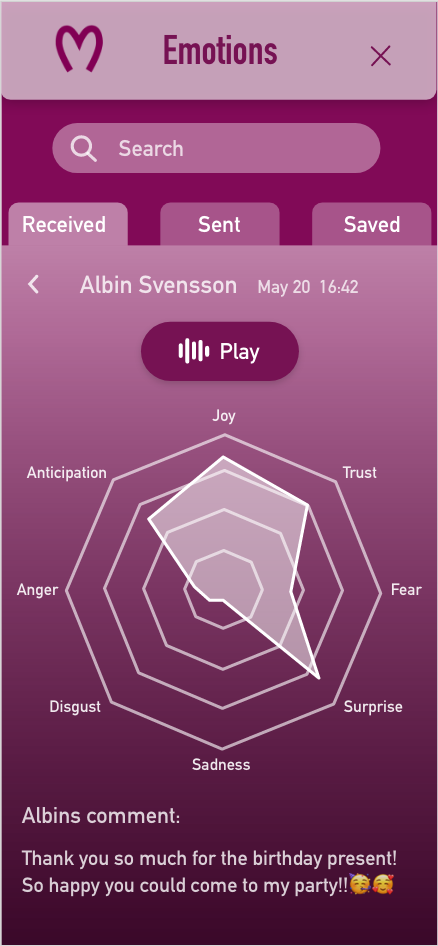 Emotions
Search
Received Sent Saved
Albin Svensson May 20 16:42
Play
Joy
Anticipation Trust
Anger Fear
Disgust Surprise
Sadness
Albins comment:
Thank you so much for the birthday present!
So happy you could come to my party!!🥳🥰